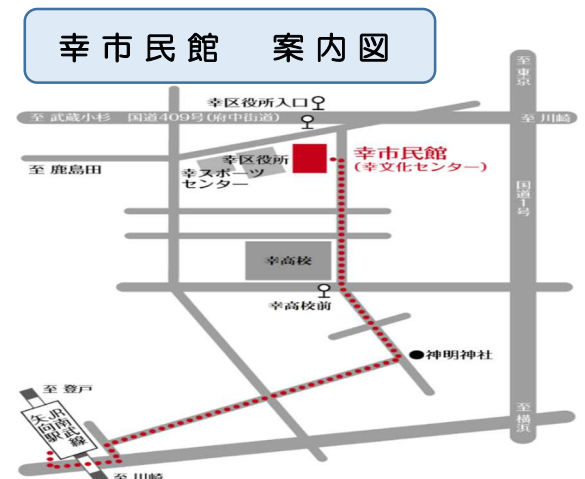 幸市民館 案内図
幸区役所入口
至 武蔵小杉 国道409号(府中街道)
至 川崎
至 東京
国道1号
至 横浜
至 鹿島田
幸区役所
幸スポーツ
センター
幸市民館
(幸文化センター)
幸高校
幸高校前
神明神社
至 登戸
JR南武線
矢向駅
至 川崎